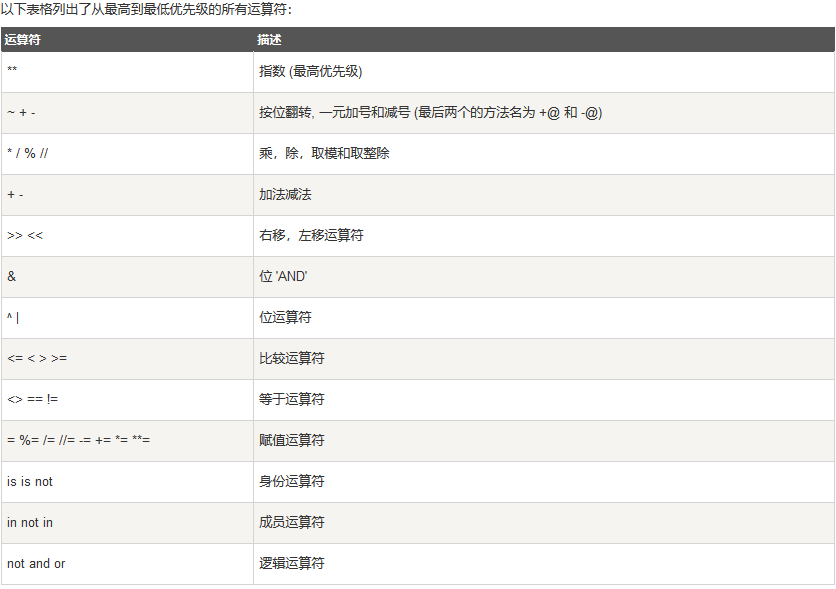 以下表格列出了从最高到最低优先级的所有运算符：
运算符 描述
** 指数 (最高优先级)
~ + - 按位翻转, 一元加号和减号 (最后两个的方法名为 +@ 和 -@)
* / % // 乘，除，取模和取整除
+ - 加法减法
>> << 右移，左移运算符
& 位 'AND'
^ | 位运算符
<= < > >= 比较运算符
<> == != 等于运算符
= %= /= //= -= += *= **= 赋值运算符
is is not 身份运算符
in not in 成员运算符
not and or 逻辑运算符